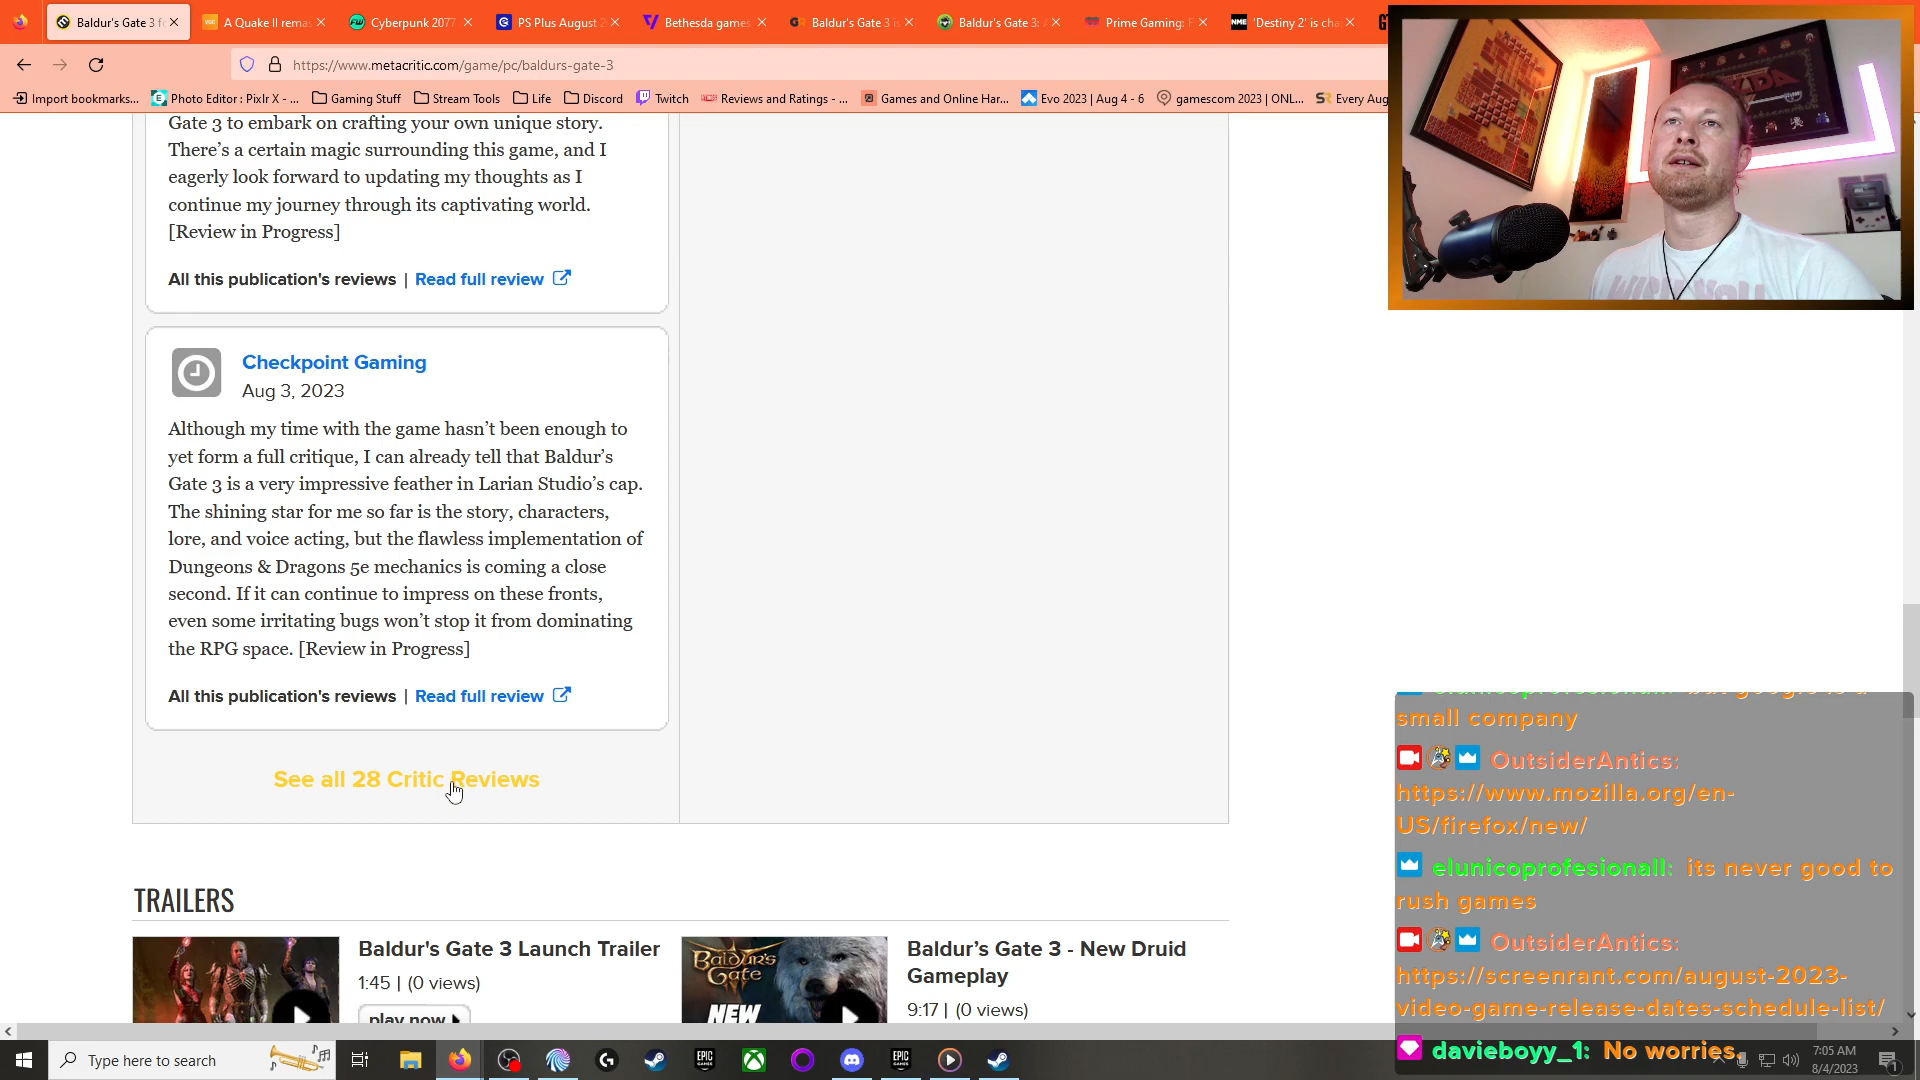 Baldur's Gate 3 fo
A Quake II remas
Cyberpunk 2077
PS Plus August 2
Bethesda games
Baldur's Gate 3 is
Baldur's Gate 3: A
Prime Gaming: F
NME
'Destiny 2' is cha
https://www.metacritic.com/game/pc/baldurs-gate-3
Import bookmarks...
Photo Editor : Pixlr X - ...
Gaming Stuff
Stream Tools
Life
Discord
Twitch
Reviews and Ratings - ...
Games and Online Har...
Evo 2023 | Aug 4 - 6
gamescom 2023 | ONL...
Every Aug
Gate 3 to embark on crafting your own unique story.
There's a certain magic surrounding this game, and I
eagerly look forward to updating my thoughts as I
continue my journey through its captivating world.
[Review in Progress]
All this publication's reviews | Read full review
Checkpoint Gaming
Aug 3, 2023
Although my time with the game hasn't been enough to
yet form a full critique, I can already tell that Baldur's
Gate 3 is a very impressive feather in Larian Studio's cap.
The shining star for me so far is the story, characters,
lore, and voice acting, but the flawless implementation of
Dungeons & Dragons 5e mechanics is coming a close
second. If it can continue to impress on these fronts,
even some irritating bugs won't stop it from dominating
the RPG space. [Review in Progress]
All this publication's reviews | Read full review
See all 28 Critic Reviews
TRAILERS
Baldur's Gate 3 Launch Trailer
1:45 | (0 views)
play now
BALDUR'S
GATE
NEW
Baldur's Gate 3 - New Druid
Gameplay
9:17 | (0 views)
small company
OutsiderAntics:
https://www.mozilla.org/en-
US/firefox/new/
elunicoprofesionall: its never good to
rush games
OutsiderAntics:
https://screenrant.com/august-2023-
video-game-release-dates-schedule-list/
davieboyy_1: No worries.
Type here to search
7:05 AM
8/4/2023